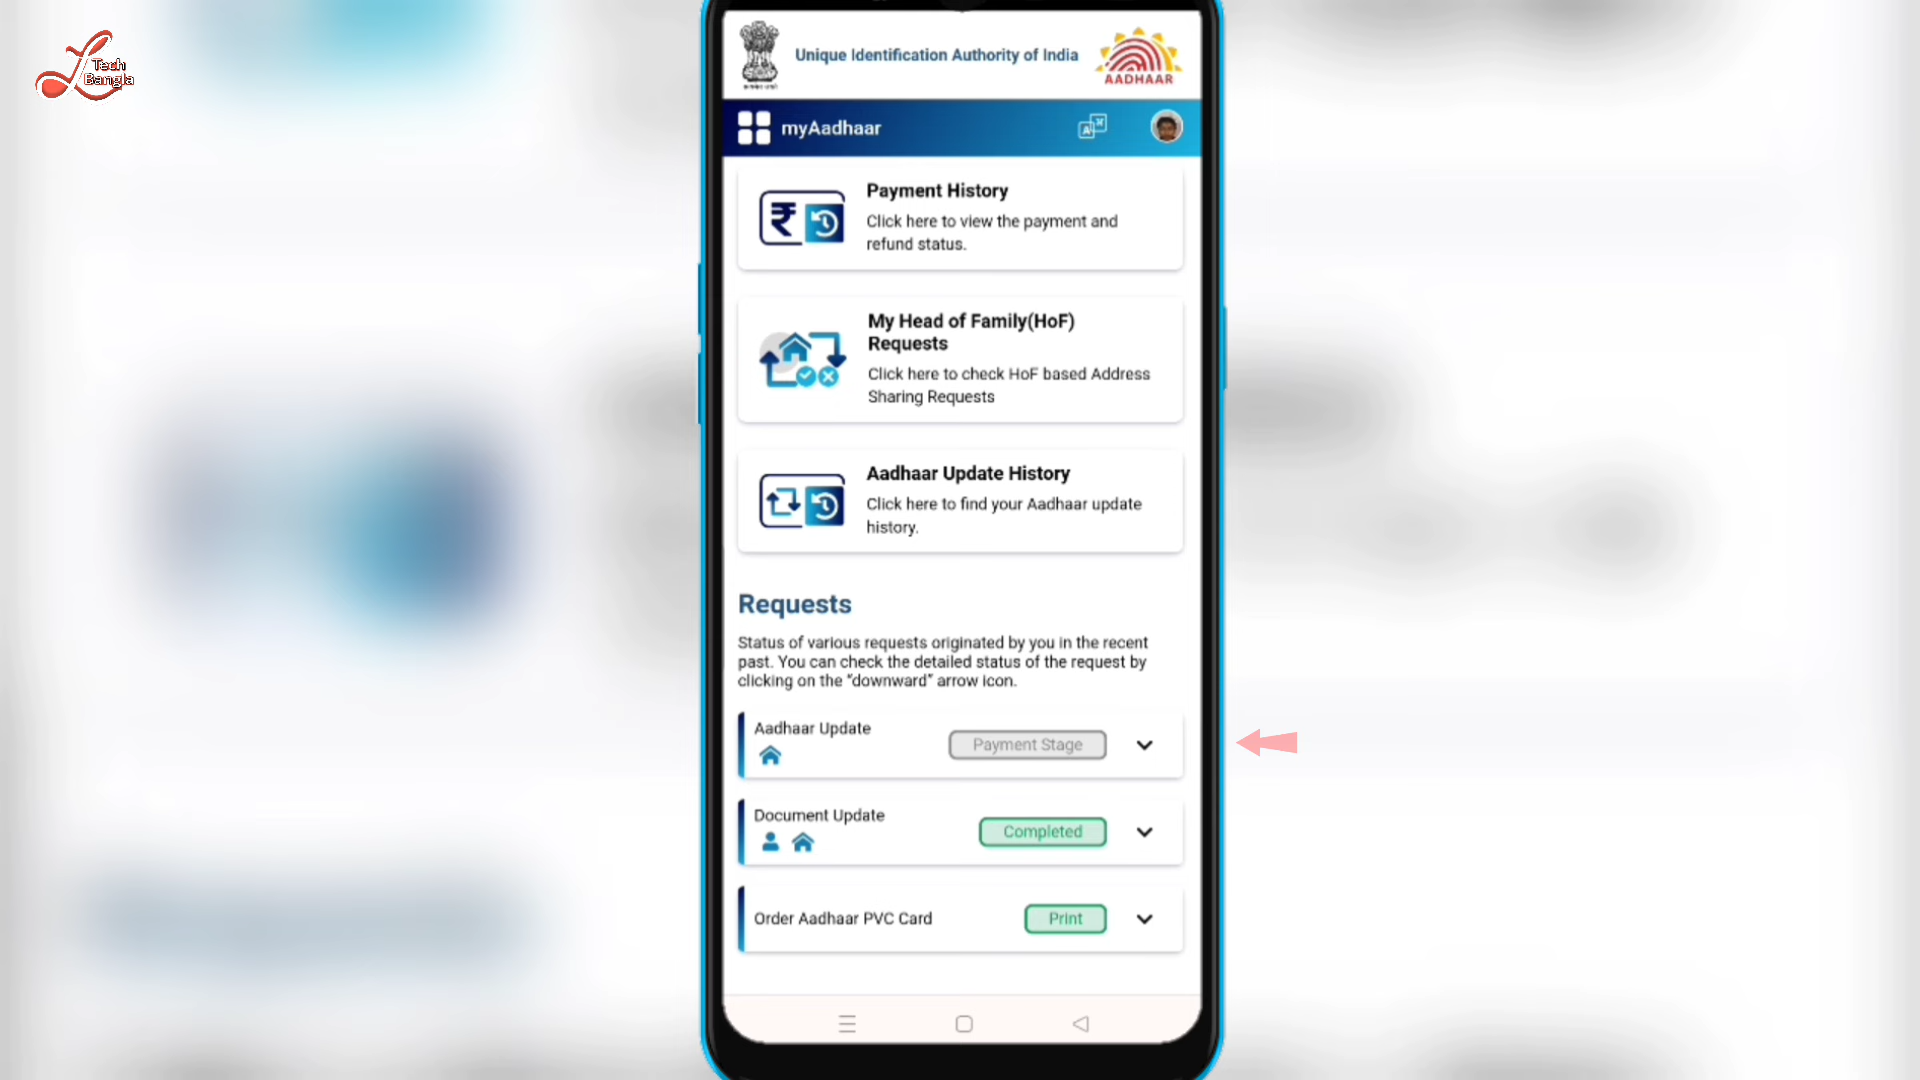 Tech
Bangla
Unique Identification Authority of India
AADHAAR
myAadhaar
Payment History
Click here to view the payment and
refund status.
My Head of Family(HoF)
Requests
Click here to check HoF based Address
Sharing Requests
Aadhaar Update History
Click here to find your Aadhaar update
history.
Requests
Status of various requests originated by you in the recent
past. You can check the detailed status of the request by
clicking on the “downward” arrow icon.
Aadhaar Update
Payment Stage
Document Update
Completed
Order Aadhaar PVC Card
Print